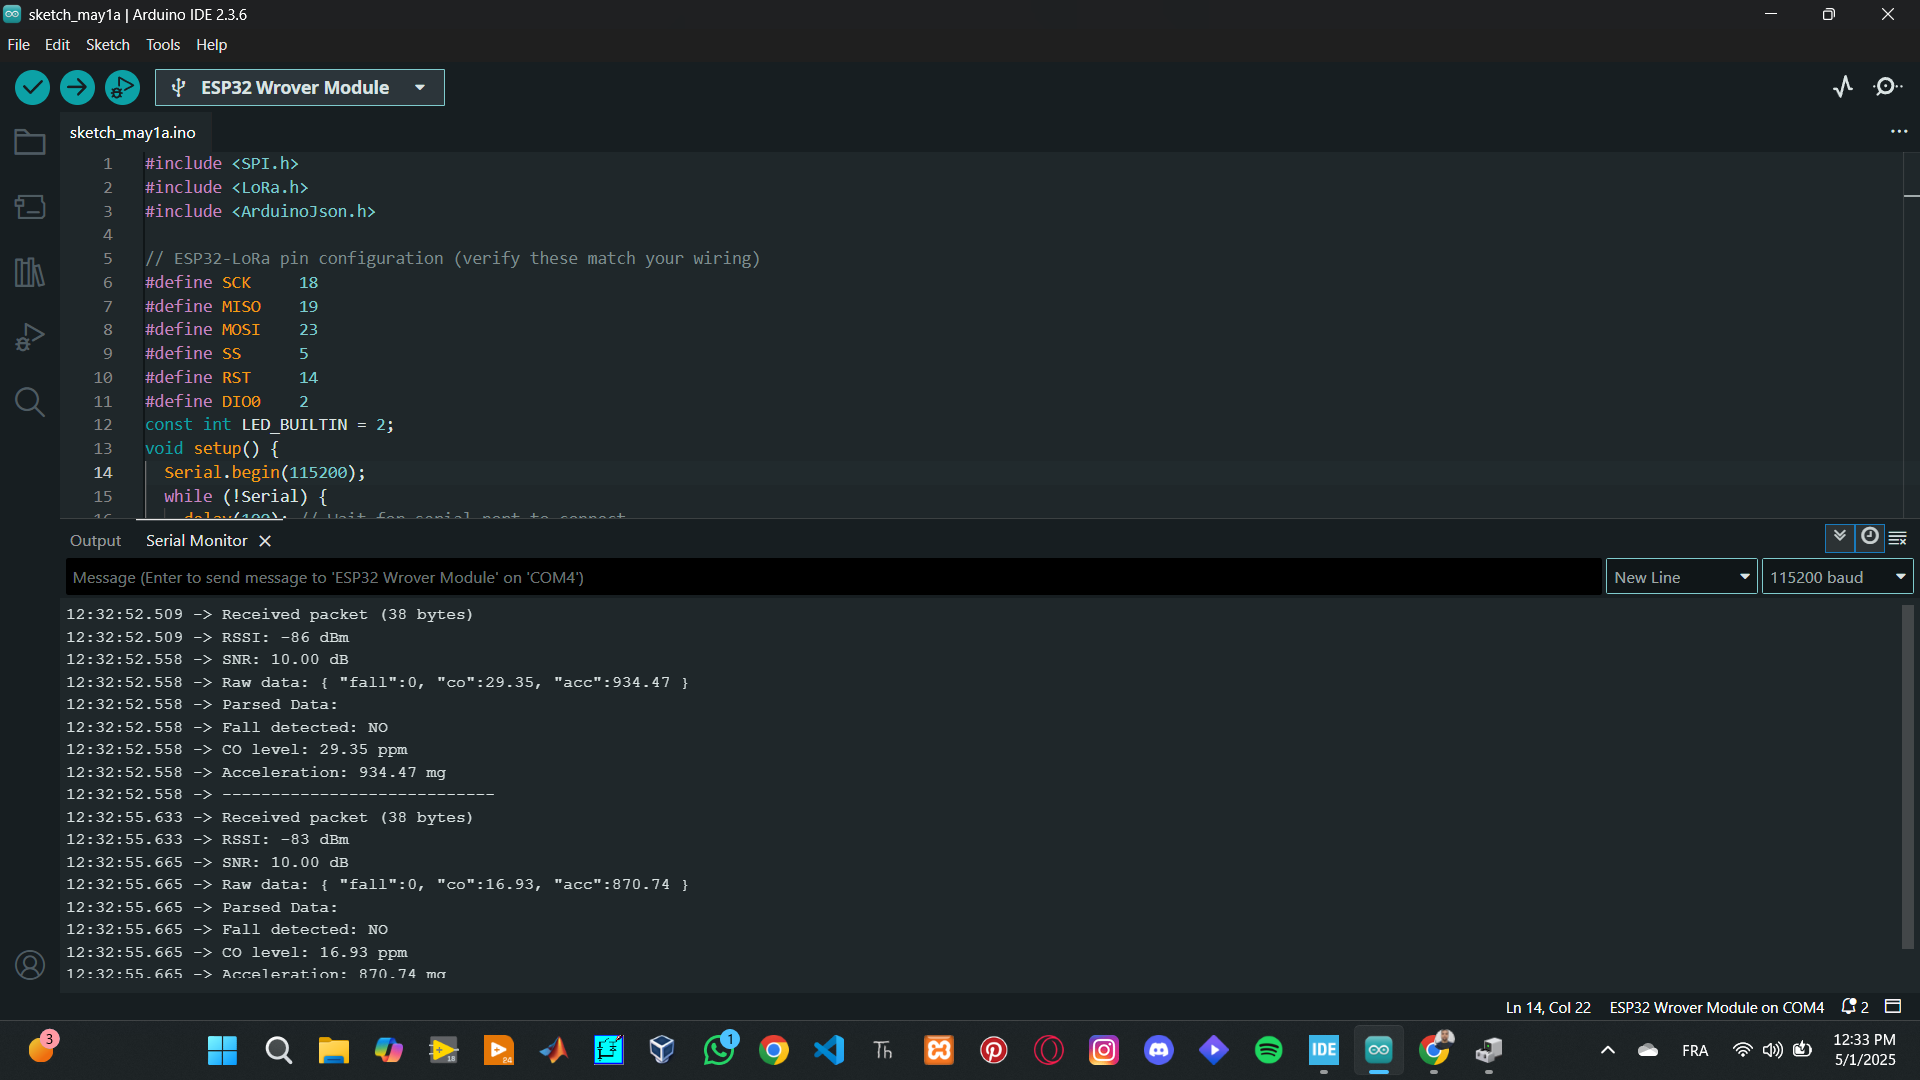 sketch_may1a | Arduino IDE 2.3.6
File Edit Sketch Tools Help
ESP32 Wrover Module
sketch_may1a.ino
1 #include <SPI.h>
2 #include <LoRa.h>
3 #include <ArduinoJson.h>
4
5 // ESP32-LoRa pin configuration (verify these match your wiring)
6 #define SCK 18
7 #define MISO 19
8 #define MOSI 23
9 #define SS 5
10 #define RST 14
11 #define DIO0 2
12 const int LED_BUILTIN = 2;
13 void setup() {
14 Serial.begin(115200);
15 while (!Serial) {
16 delay(100); // Wait for serial port to connect
Output Serial Monitor
Message (Enter to send message to 'ESP32 Wrover Module' on 'COM4')
New Line
115200 baud
12:32:52.509 -> Received packet (38 bytes)
12:32:52.509 -> RSSI: -86 dBm
12:32:52.558 -> SNR: 10.00 dB
12:32:52.558 -> Raw data: { "fall":0, "co":29.35, "acc":934.47 }
12:32:52.558 -> Parsed Data:
12:32:52.558 -> Fall detected: NO
12:32:52.558 -> CO level: 29.35 ppm
12:32:52.558 -> Acceleration: 934.47 mg
12:32:52.558 -> ----------------------------
12:32:55.633 -> Received packet (38 bytes)
12:32:55.633 -> RSSI: -83 dBm
12:32:55.665 -> SNR: 10.00 dB
12:32:55.665 -> Raw data: { "fall":0, "co":16.93, "acc":870.74 }
12:32:55.665 -> Parsed Data:
12:32:55.665 -> Fall detected: NO
12:32:55.665 -> CO level: 16.93 ppm
12:32:55.665 -> Acceleration: 870.74 mg
Ln 14, Col 22 ESP32 Wrover Module on COM4 2
3
18
24
1
Th
IDE
FRA
12:33 PM
5/1/2025